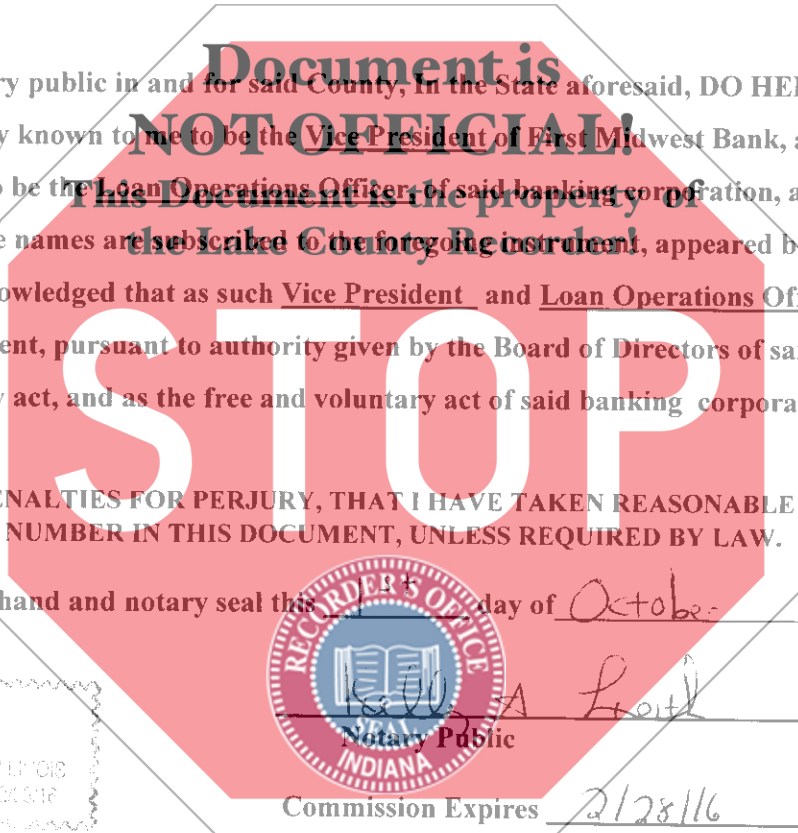 Document is
ry public in and for said County, In the State aforesaid, DO HE
NOT OFFICIAL!
y known to me to be the Vice President of First Midwest Bank, a
This Document is the property of
o be the Loan Operations Officer, of said banking corporation, a
the Lake County Recorder!
e names are subscribed to the foregoing instrument, appeared b
owledged that as such Vice President and Loan Operations Of
STOP
ent, pursuant to authority given by the Board of Directors of sa
y act, and as the free and voluntary act of said banking corpora
ENALTIES FOR PERJURY, THAT I HAVE TAKEN REASONABLE
NUMBER IN THIS DOCUMENT, UNLESS REQUIRED BY LAW.
hand and notary seal this 1st day of October
RECORDER'S OFFICE
SEAL
INDIANA
Kelly A
Notary Public
Commission Expires 2/28/16